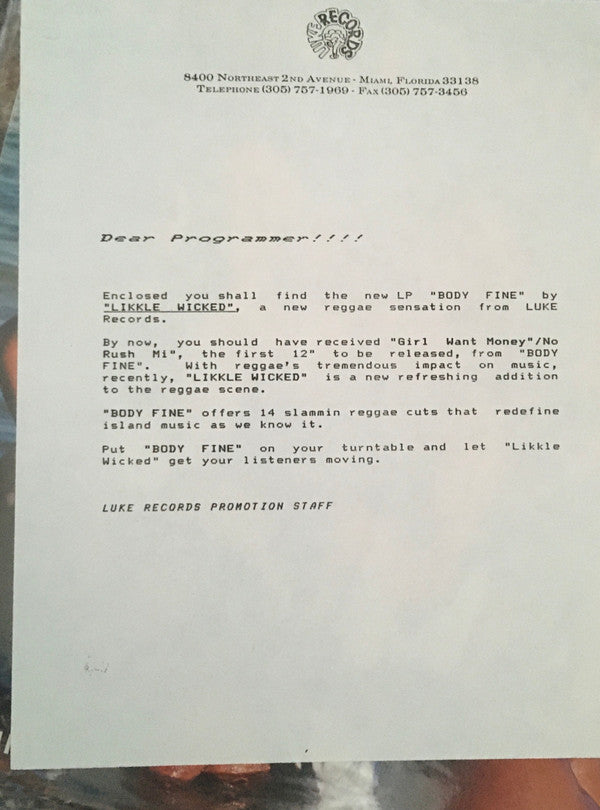 LUKE RECORDS
8400 Northeast 2nd Avenue - Miami, Florida 33138
Telephone (305) 757-1969 - Fax (305) 757-3456
Dear Programmer!!!!
Enclosed you shall find the new LP "BODY FINE" by
"LIKKLE WICKED", a new reggae sensation from LUKE
Records.
By now, you should have received "Girl Want Money"/No
Rush Mi", the first 12" to be released, from "BODY
FINE". With reggae's tremendous impact on music,
recently, "LIKKLE WICKED" is a new refreshing addition
to the reggae scene.
"BODY FINE" offers 14 slammin reggae cuts that redefine
island music as we know it.
Put "BODY FINE" on your turntable and let "Likkle
Wicked" get your listeners moving.
LUKE RECORDS PROMOTION STAFF